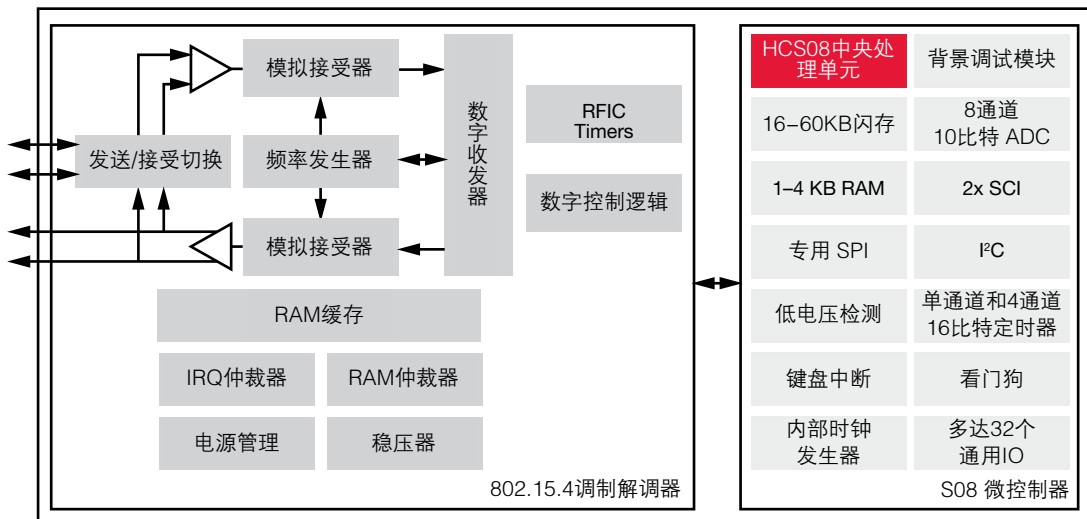 模拟接受器
发送/接受切换
频率发生器
模拟接受器
数字收发器
RFIC
Timers
数字控制逻辑
RAM缓存
IRQ仲裁器
RAM仲裁器
电源管理
稳压器
802.15.4调制解调器
HCS08中央处
理单元
背景调试模块
16–60KB闪存
8通道
10比特 ADC
1–4 KB RAM
2x SCI
专用 SPI
I²C
低电压检测
单通道和4通道
16比特定时器
键盘中断
看门狗
内部时钟
发生器
多达32个
通用IO
S08 微控制器